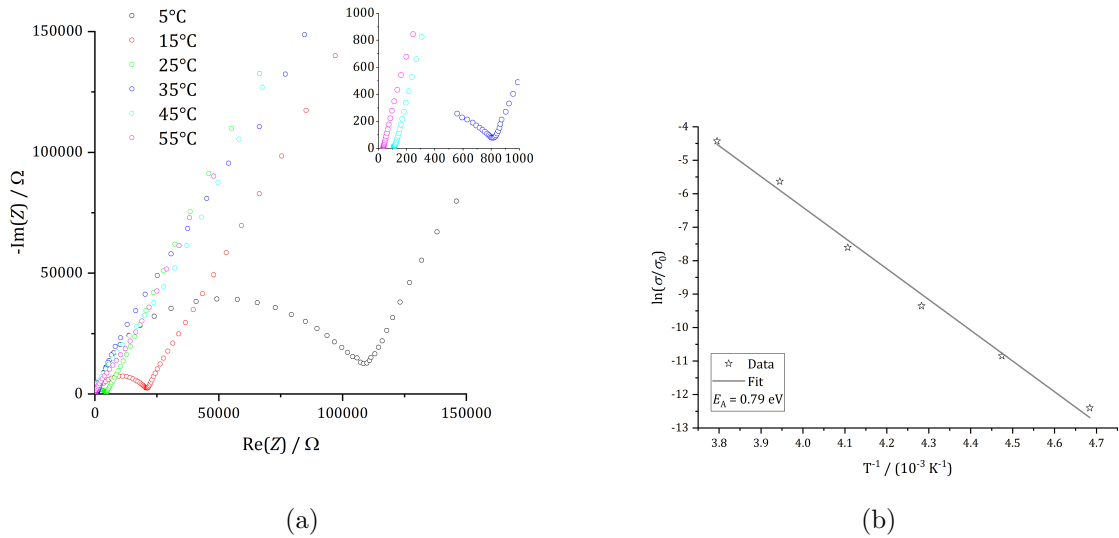 150000
100000
50000
0
-Im(Z) / Ω
0
50000
100000
150000
Re(Z) / Ω
5°C
15°C
25°C
35°C
45°C
55°C
1000
800
600
400
200
0
0
200
400
600
800
1000
(a)
-4
-5
-6
-7
-8
-9
-10
-11
-12
-13
ln(σ/σ₀)
3.8
3.9
4.0
4.1
4.2
4.3
4.4
4.5
4.6
4.7
T⁻¹ / (10⁻³ K⁻¹)
Data
Fit
E_A = 0.79 eV
(b)